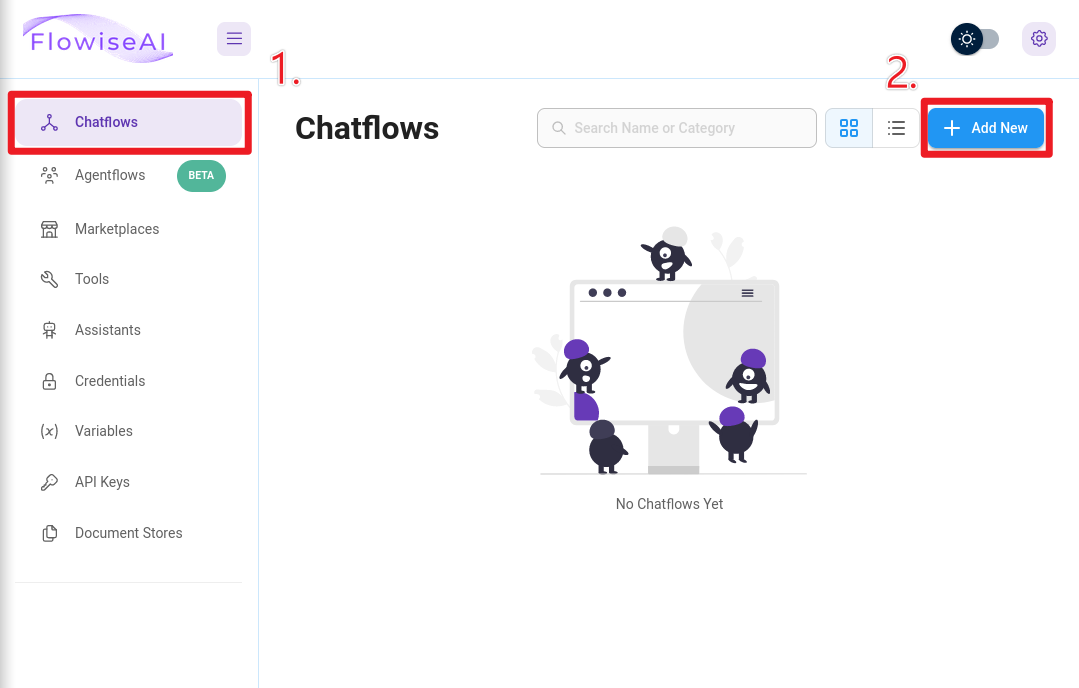 FlowiseAI
1.
2.
Chatflows
Chatflows
Search Name or Category
Add New
Agentflows BETA
Marketplaces
Tools
Assistants
Credentials
(x) Variables
API Keys
Document Stores
No Chatflows Yet